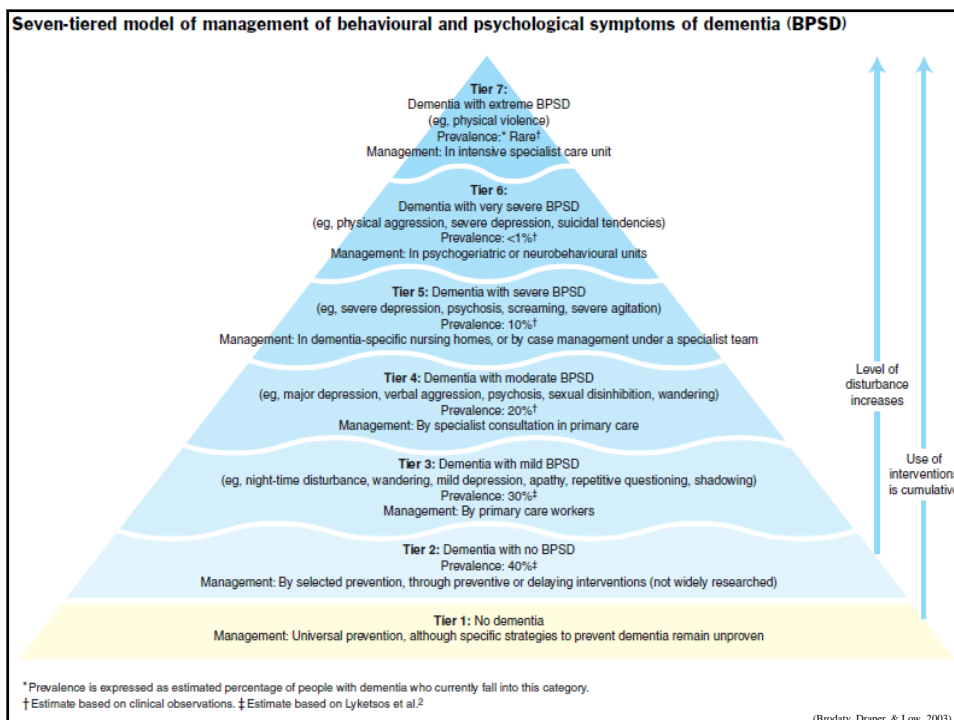 Seven-tiered model of management of behavioural and psychological symptoms of dementia (BPSD)
Tier 7:
Dementia with extreme BPSD
(eg, physical violence)
Prevalence:* Rare†
Management: In intensive specialist care unit
Tier 6:
Dementia with very severe BPSD
(eg, physical aggression, severe depression, suicidal tendencies)
Prevalence: <1%†
Management: In psychogeriatric or neurobehavioural units
Tier 5: Dementia with severe BPSD
(eg, severe depression, psychosis, screaming, severe agitation)
Prevalence: 10%†
Management: In dementia-specific nursing homes, or by case management under a specialist team
Tier 4: Dementia with moderate BPSD
(eg, major depression, verbal aggression, psychosis, sexual disinhibition, wandering)
Prevalence: 20%†
Management: By specialist consultation in primary care
Tier 3: Dementia with mild BPSD
(eg, night-time disturbance, wandering, mild depression, apathy, repetitive questioning, shadowing)
Prevalence: 30%‡
Management: By primary care workers
Tier 2: Dementia with no BPSD
Prevalence: 40%‡
Management: By selected prevention, through preventive or delaying interventions (not widely researched)
Tier 1: No dementia
Management: Universal prevention, although specific strategies to prevent dementia remain unproven
Level of
disturbance
increases
Use of
interventions
is cumulative
*Prevalence is expressed as estimated percentage of people with dementia who currently fall into this category.
†Estimate based on clinical observations. ‡Estimate based on Lyketsos et al.²
(Brodaty, Draper, & Low, 2003)